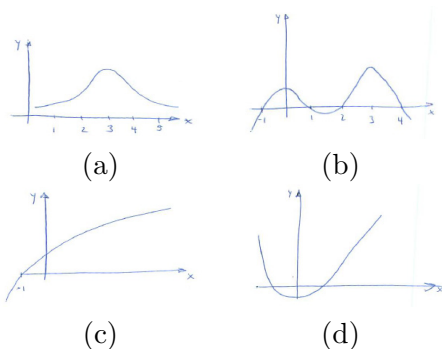 y
1 2 3 4 5 x
(a)
y
-1 1 2 3 4 x
(b)
y
-1 x
(c)
y
x
(d)